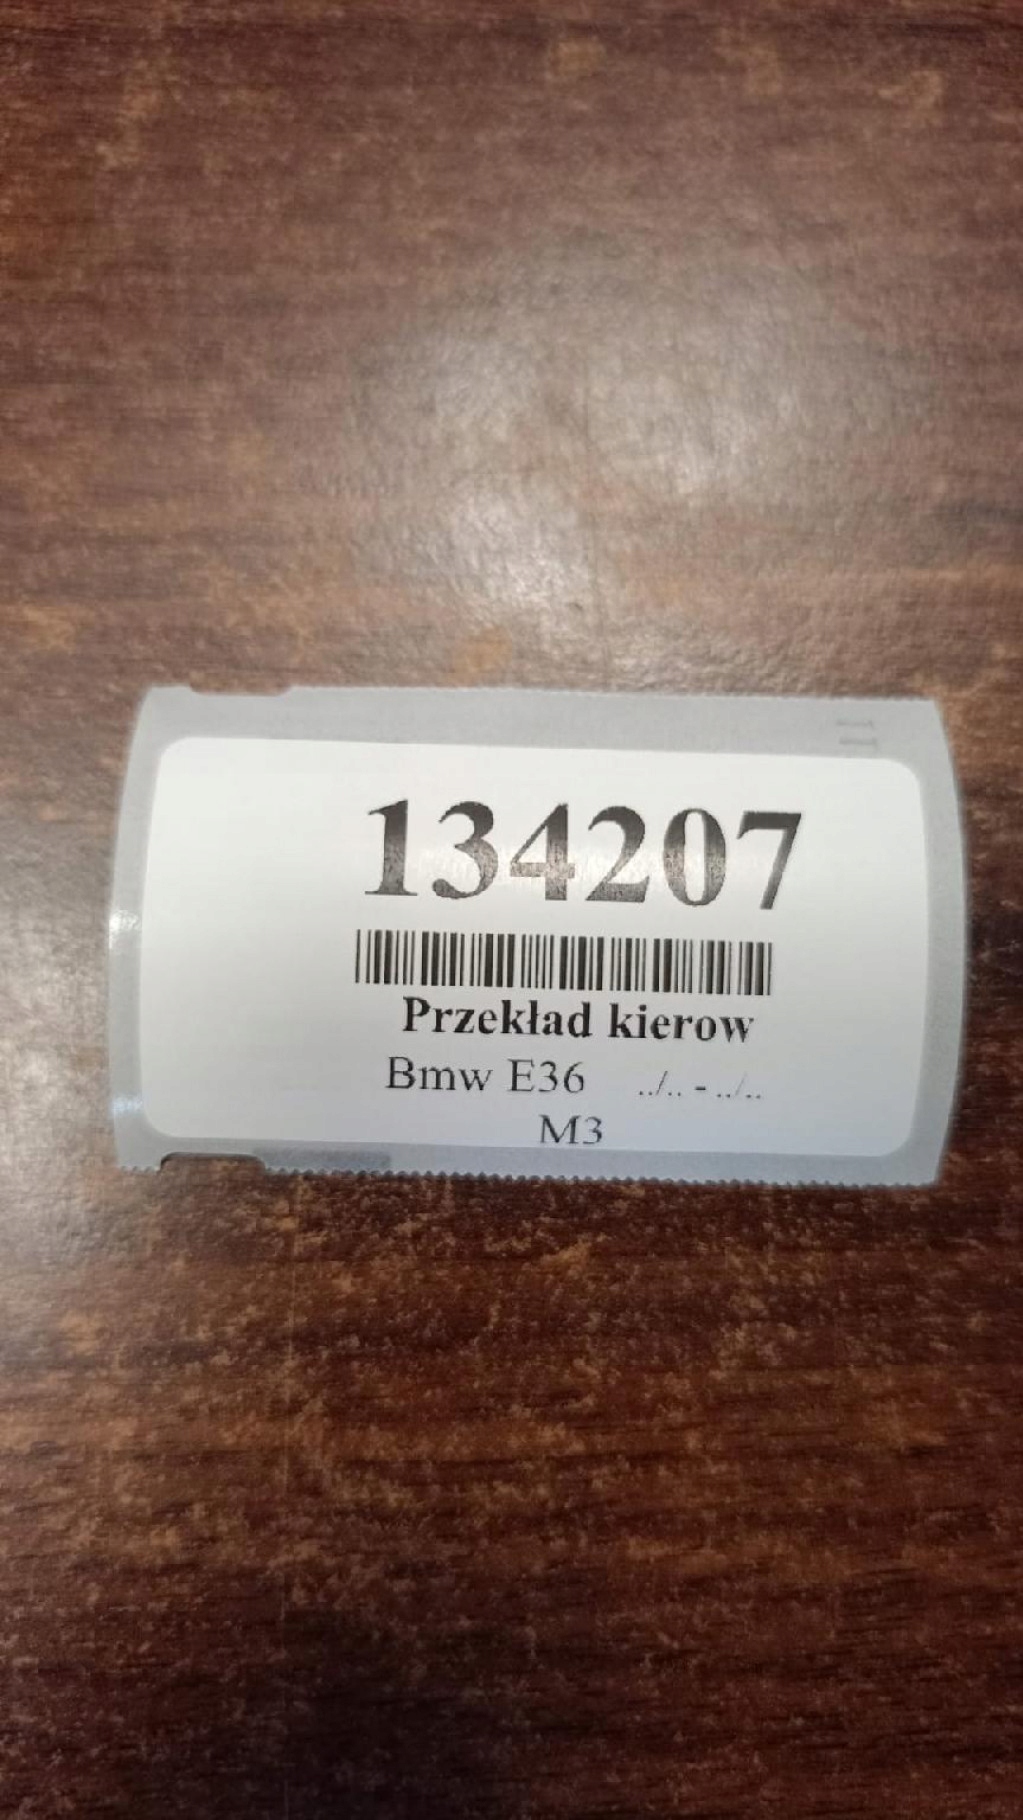 134207
Przekład kierow
Bmw E36 ../.. - ../..
M3